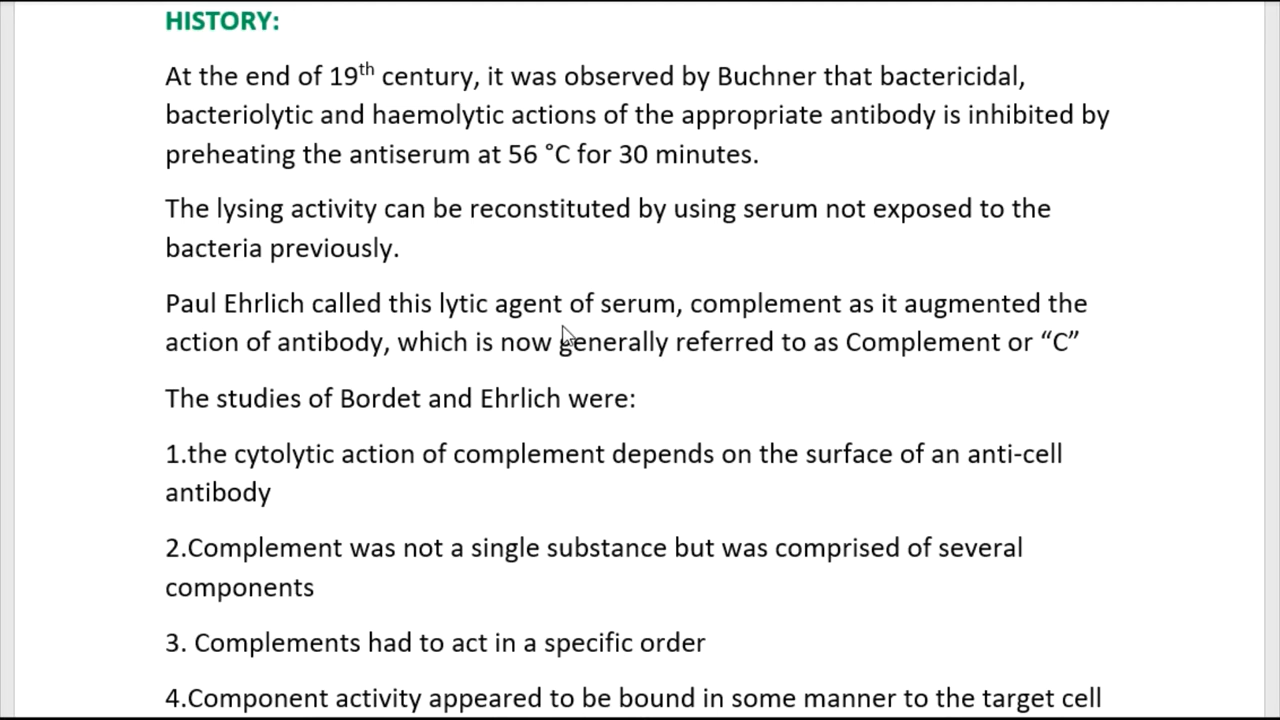 HISTORY:
At the end of 19th century, it was observed by Buchner that bactericidal,
bacteriolytic and haemolytic actions of the appropriate antibody is inhibited by
preheating the antiserum at 56 °C for 30 minutes.
The lysing activity can be reconstituted by using serum not exposed to the
bacteria previously.
Paul Ehrlich called this lytic agent of serum, complement as it augmented the
action of antibody, which is now generally referred to as Complement or “C”
The studies of Bordet and Ehrlich were:
1.the cytolytic action of complement depends on the surface of an anti-cell
antibody
2.Complement was not a single substance but was comprised of several
components
3. Complements had to act in a specific order
4.Component activity appeared to be bound in some manner to the target cell